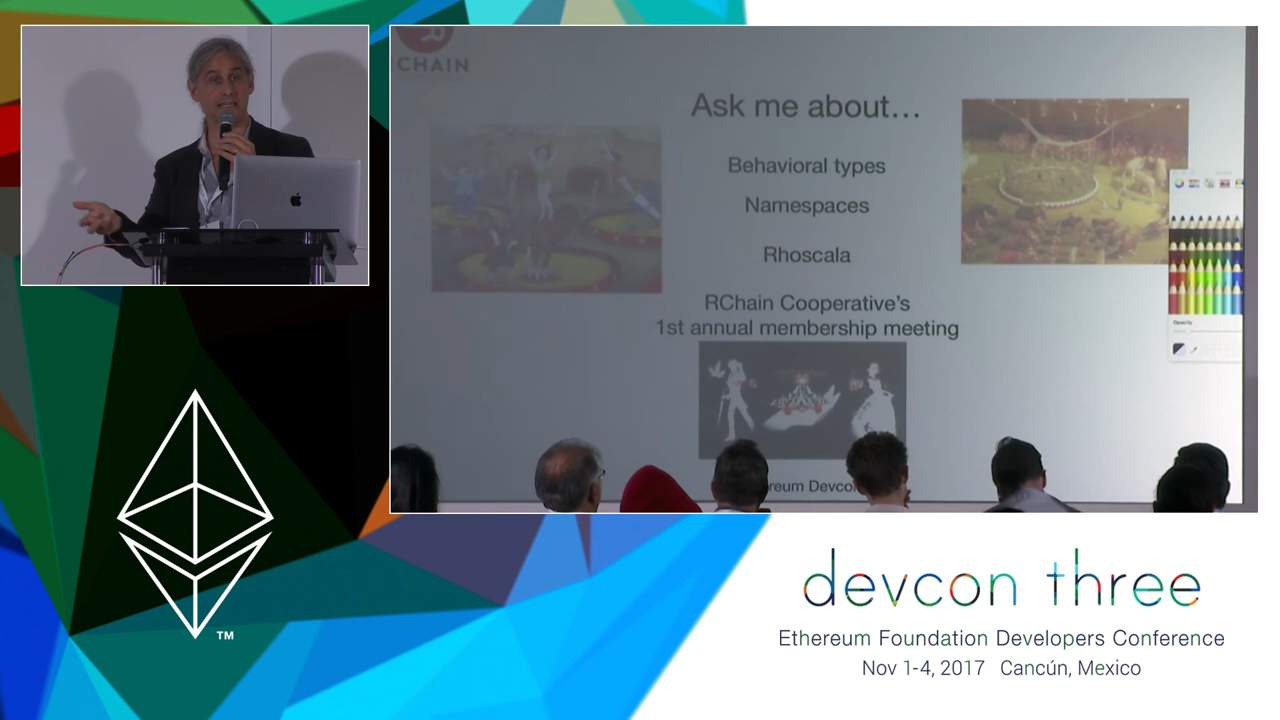 CHAIN
Ask me about...
Behavioral types
Namespaces
Rhoscala
RChain Cooperative's
1st annual membership meeting
Opacity
TM
devcon three
Ethereum Foundation Developers Conference
Nov 1-4, 2017 Cancún, Mexico